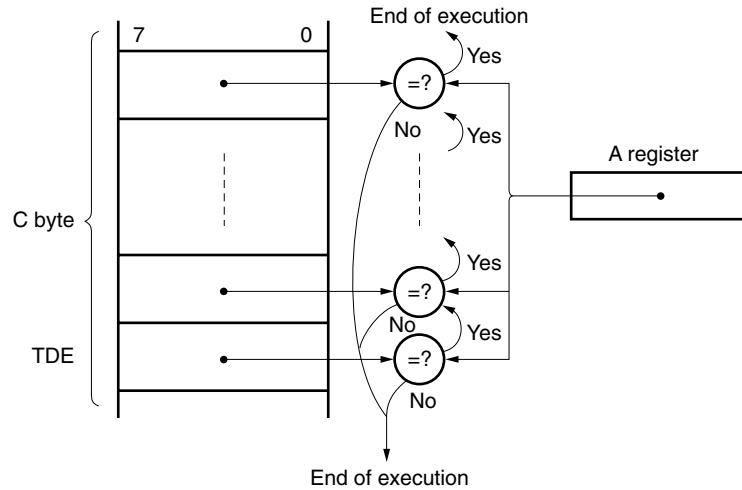 End of execution
7 0
Yes
=?
No
Yes
A register
C byte
Yes
=?
No
Yes
TDE
=?
No
End of execution